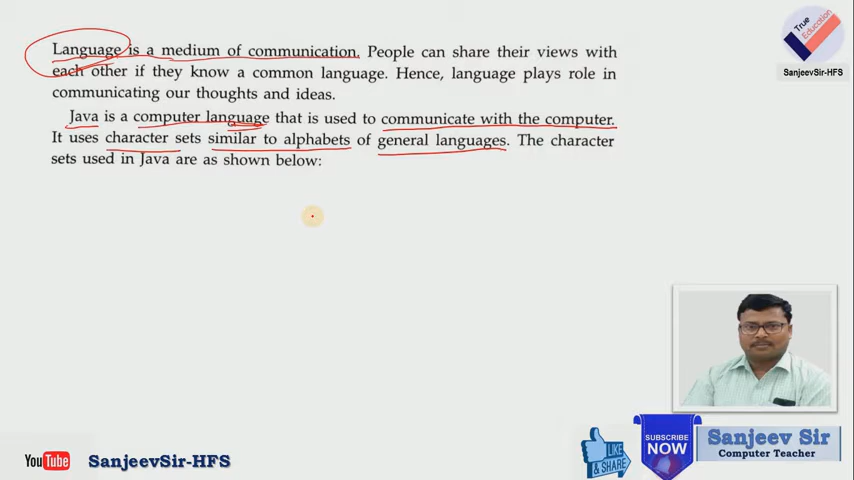 Language is a medium of communication. People can share their views with
each other if they know a common language. Hence, language plays role in
communicating our thoughts and ideas.
Java is a computer language that is used to communicate with the computer.
It uses character sets similar to alphabets of general languages. The character
sets used in Java are as shown below:
True
Education
SanjeevSir-HFS
YouTube
SanjeevSir-HFS
LIKE
& SHARE
SUBSCRIBE
NOW
Sanjeev Sir
Computer Teacher